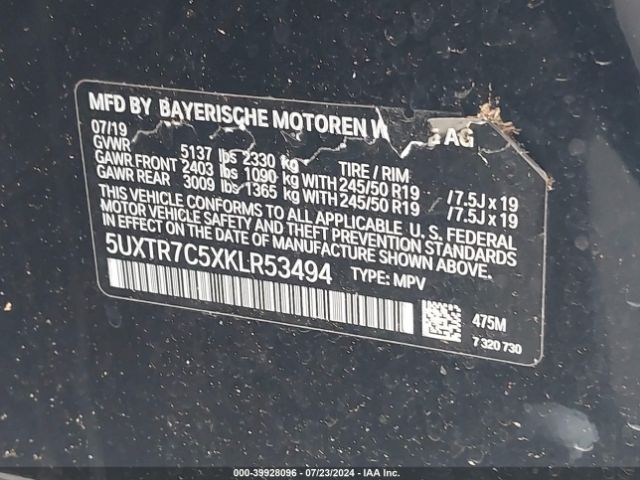 MFD BY BAYERISCHE MOTOREN W G AG
07/19
GVWR 5137 lbs 2330 kg TIRE / RIM
GAWR FRONT 2403 lbs 1090 kg WITH 245/50 R19 / 7.5J x 19
GAWR REAR 3009 lbs 1365 kg WITH 245/50 R19 / 7.5J x 19
THIS VEHICLE CONFORMS TO ALL APPLICABLE U. S. FEDERAL
MOTOR VEHICLE SAFETY AND THEFT PREVENTION STANDARDS
IN EFFECT ON THE DATE OF MANUFACTURE SHOWN ABOVE.
5UXTR7C5XKLR53494 TYPE: MPV
475M
7 320 730
000-39928096 - 07/23/2024 - IAA Inc.